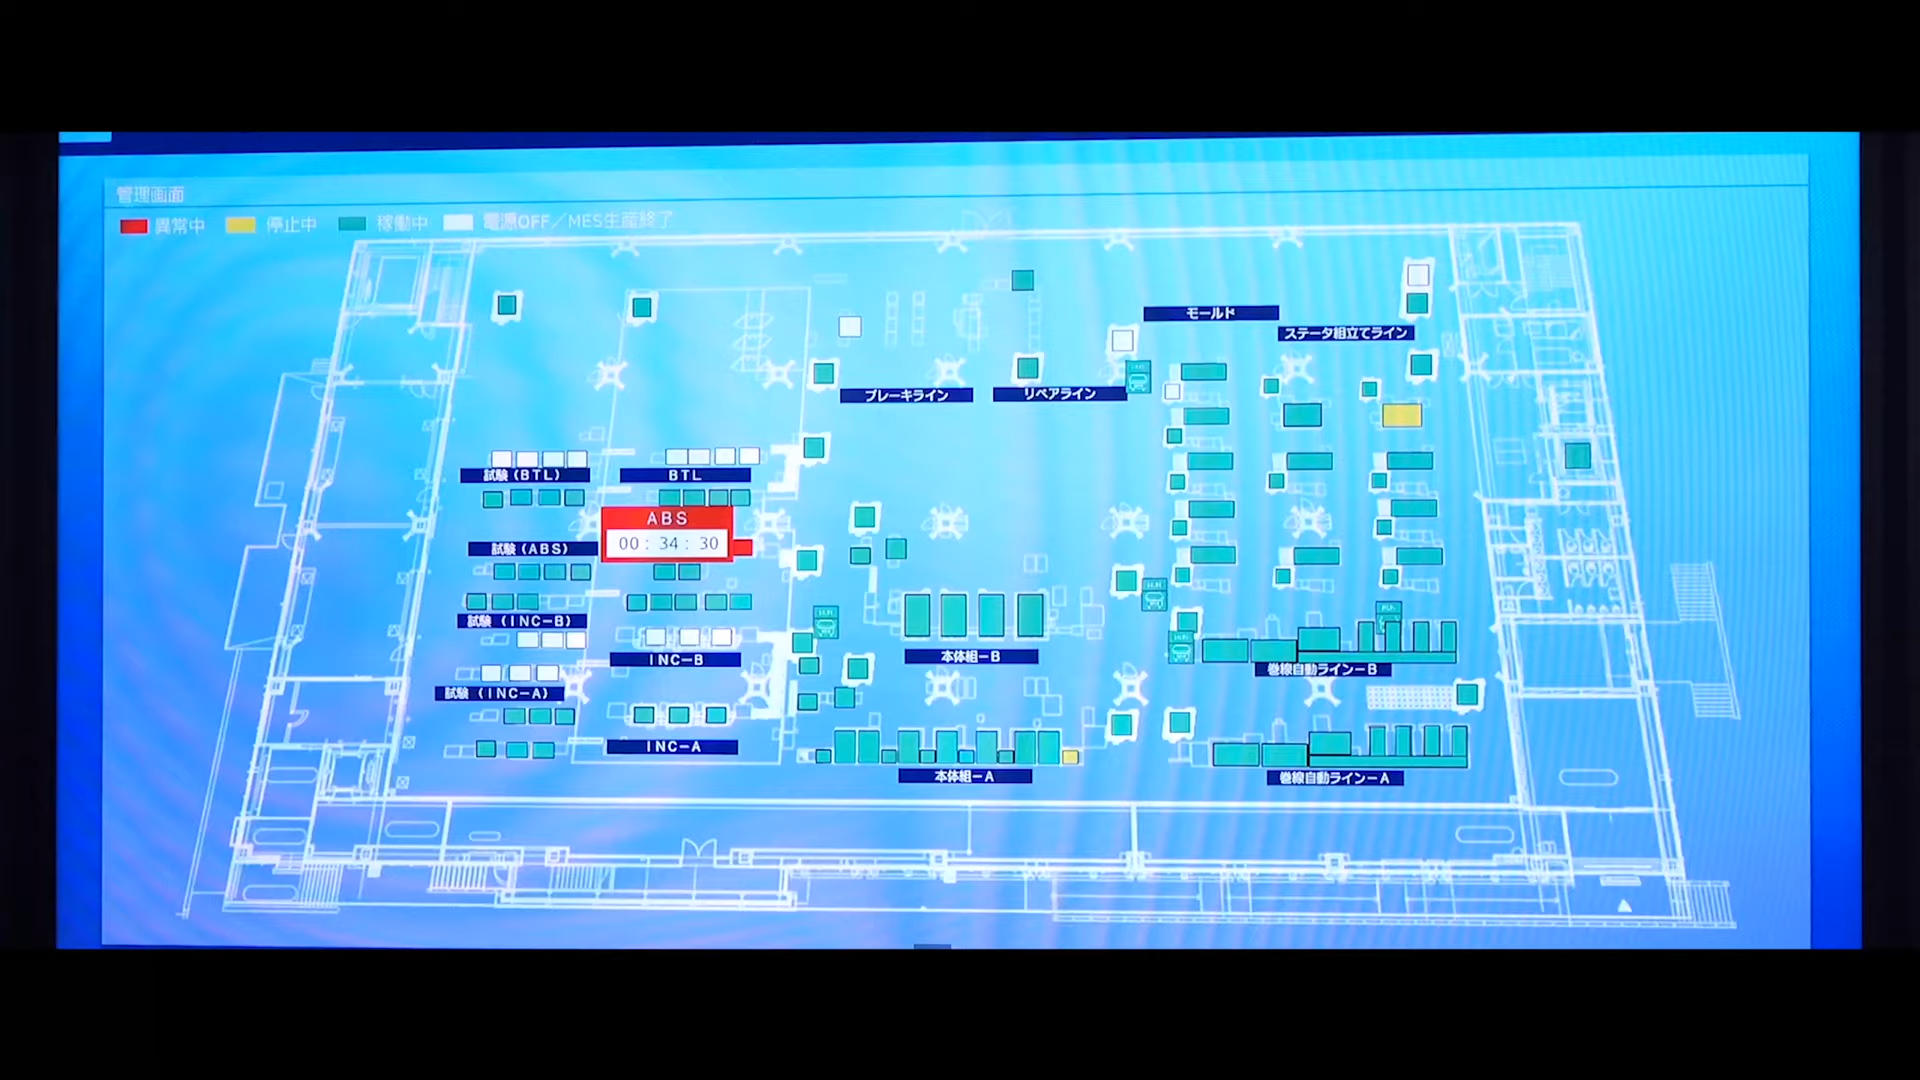 管理画面
異常中 停止中 稼働中 電源OFF／MES生産終了
モールド
ステータ組立てライン
ブレーキライン
リペアライン
試験（BTL）
BTL
ABS
00：34：30
試験（ABS）
試験（INC-B）
INC-B
本体組-B
巻線自動ライン-B
試験（INC-A）
INC-A
本体組-A
巻線自動ライン-A